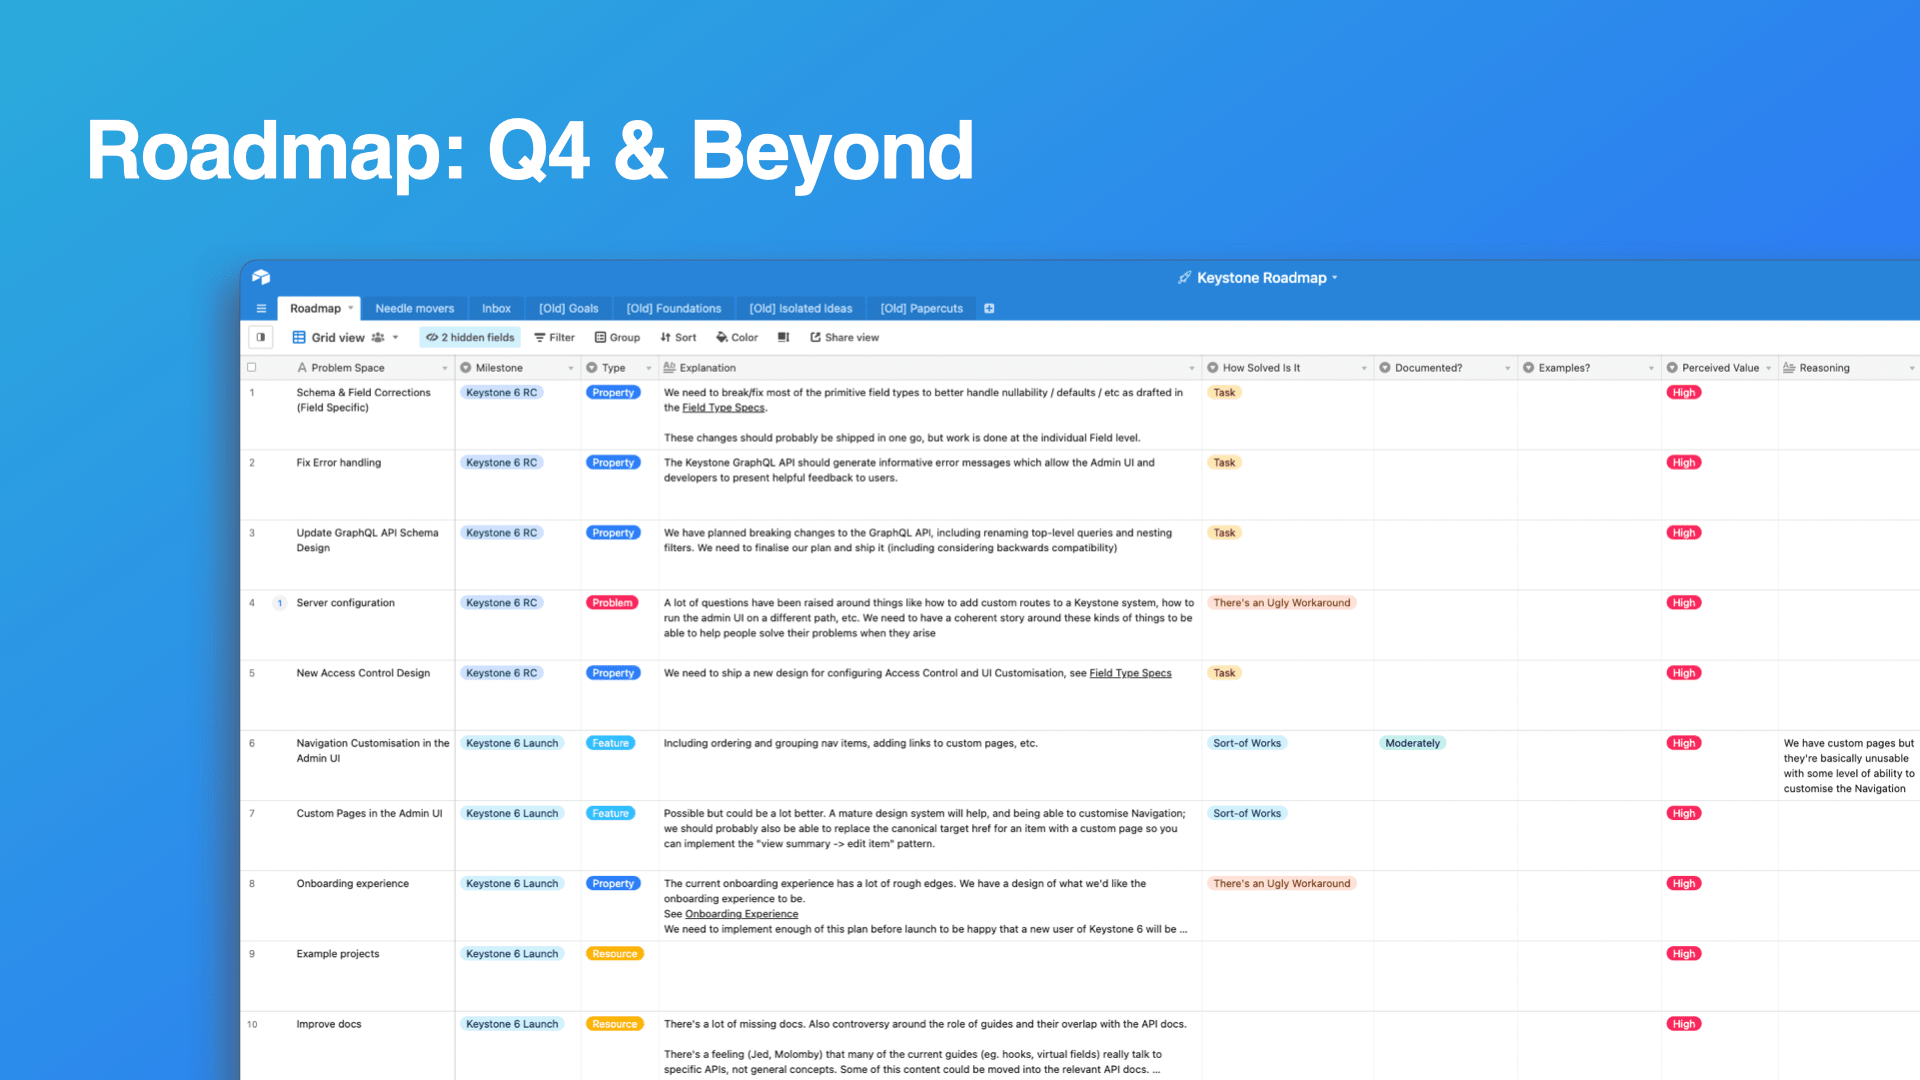 Roadmap: Q4 & Beyond
Keystone Roadmap
Roadmap Needle movers Inbox [Old] Goals [Old] Foundations [Old] Isolated Ideas [Old] Papercuts
Grid view 2 hidden fields Filter Group Sort Color Share view
Problem Space Milestone Type Explanation How Solved Is It Documented? Examples? Perceived Value Reasoning
1 Schema & Field Corrections Keystone 6 RC Property We need to break/fix most of the primitive field types to better handle nullability / defaults / etc as drafted in Task High
(Field Specific) the Field Type Specs.
These changes should probably be shipped in one go, but work is done at the individual Field level.
2 Fix Error handling Keystone 6 RC Property The Keystone GraphQL API should generate informative error messages which allow the Admin UI and Task High
developers to present helpful feedback to users.
3 Update GraphQL API Schema Keystone 6 RC Property We have planned breaking changes to the GraphQL API, including renaming top-level queries and nesting Task High
Design filters. We need to finalise our plan and ship it (including considering backwards compatibility)
4 1 Server configuration Keystone 6 RC Problem A lot of questions have been raised around things like how to add custom routes to a Keystone system, how to There's an Ugly Workaround High
run the admin UI on a different path, etc. We need to have a coherent story around these kinds of things to be
able to help people solve their problems when they arise
5 New Access Control Design Keystone 6 RC Property We need to ship a new design for configuring Access Control and UI Customisation, see Field Type Specs Task High
6 Navigation Customisation in the Keystone 6 Launch Feature Including ordering and grouping nav items, adding links to custom pages, etc. Sort-of Works Moderately High We have custom pages but
Admin UI they're basically unusable
with some level of ability to
customise the Navigation
7 Custom Pages in the Admin UI Keystone 6 Launch Feature Possible but could be a lot better. A mature design system will help, and being able to customise Navigation; Sort-of Works High
we should probably also be able to replace the canonical target href for an item with a custom page so you
can implement the "view summary -> edit item" pattern.
8 Onboarding experience Keystone 6 Launch Property The current onboarding experience has a lot of rough edges. We have a design of what we'd like the There's an Ugly Workaround High
onboarding experience to be.
See Onboarding Experience
We need to implement enough of this plan before launch to be happy that a new user of Keystone 6 will be ...
9 Example projects Keystone 6 Launch Resource High
10 Improve docs Keystone 6 Launch Resource There's a lot of missing docs. Also controversy around the role of guides and their overlap with the API docs. High
There's a feeling (Jed, Molomby) that many of the current guides (eg. hooks, virtual fields) really talk to
specific APIs, not general concepts. Some of this content could be moved into the relevant API docs. ...